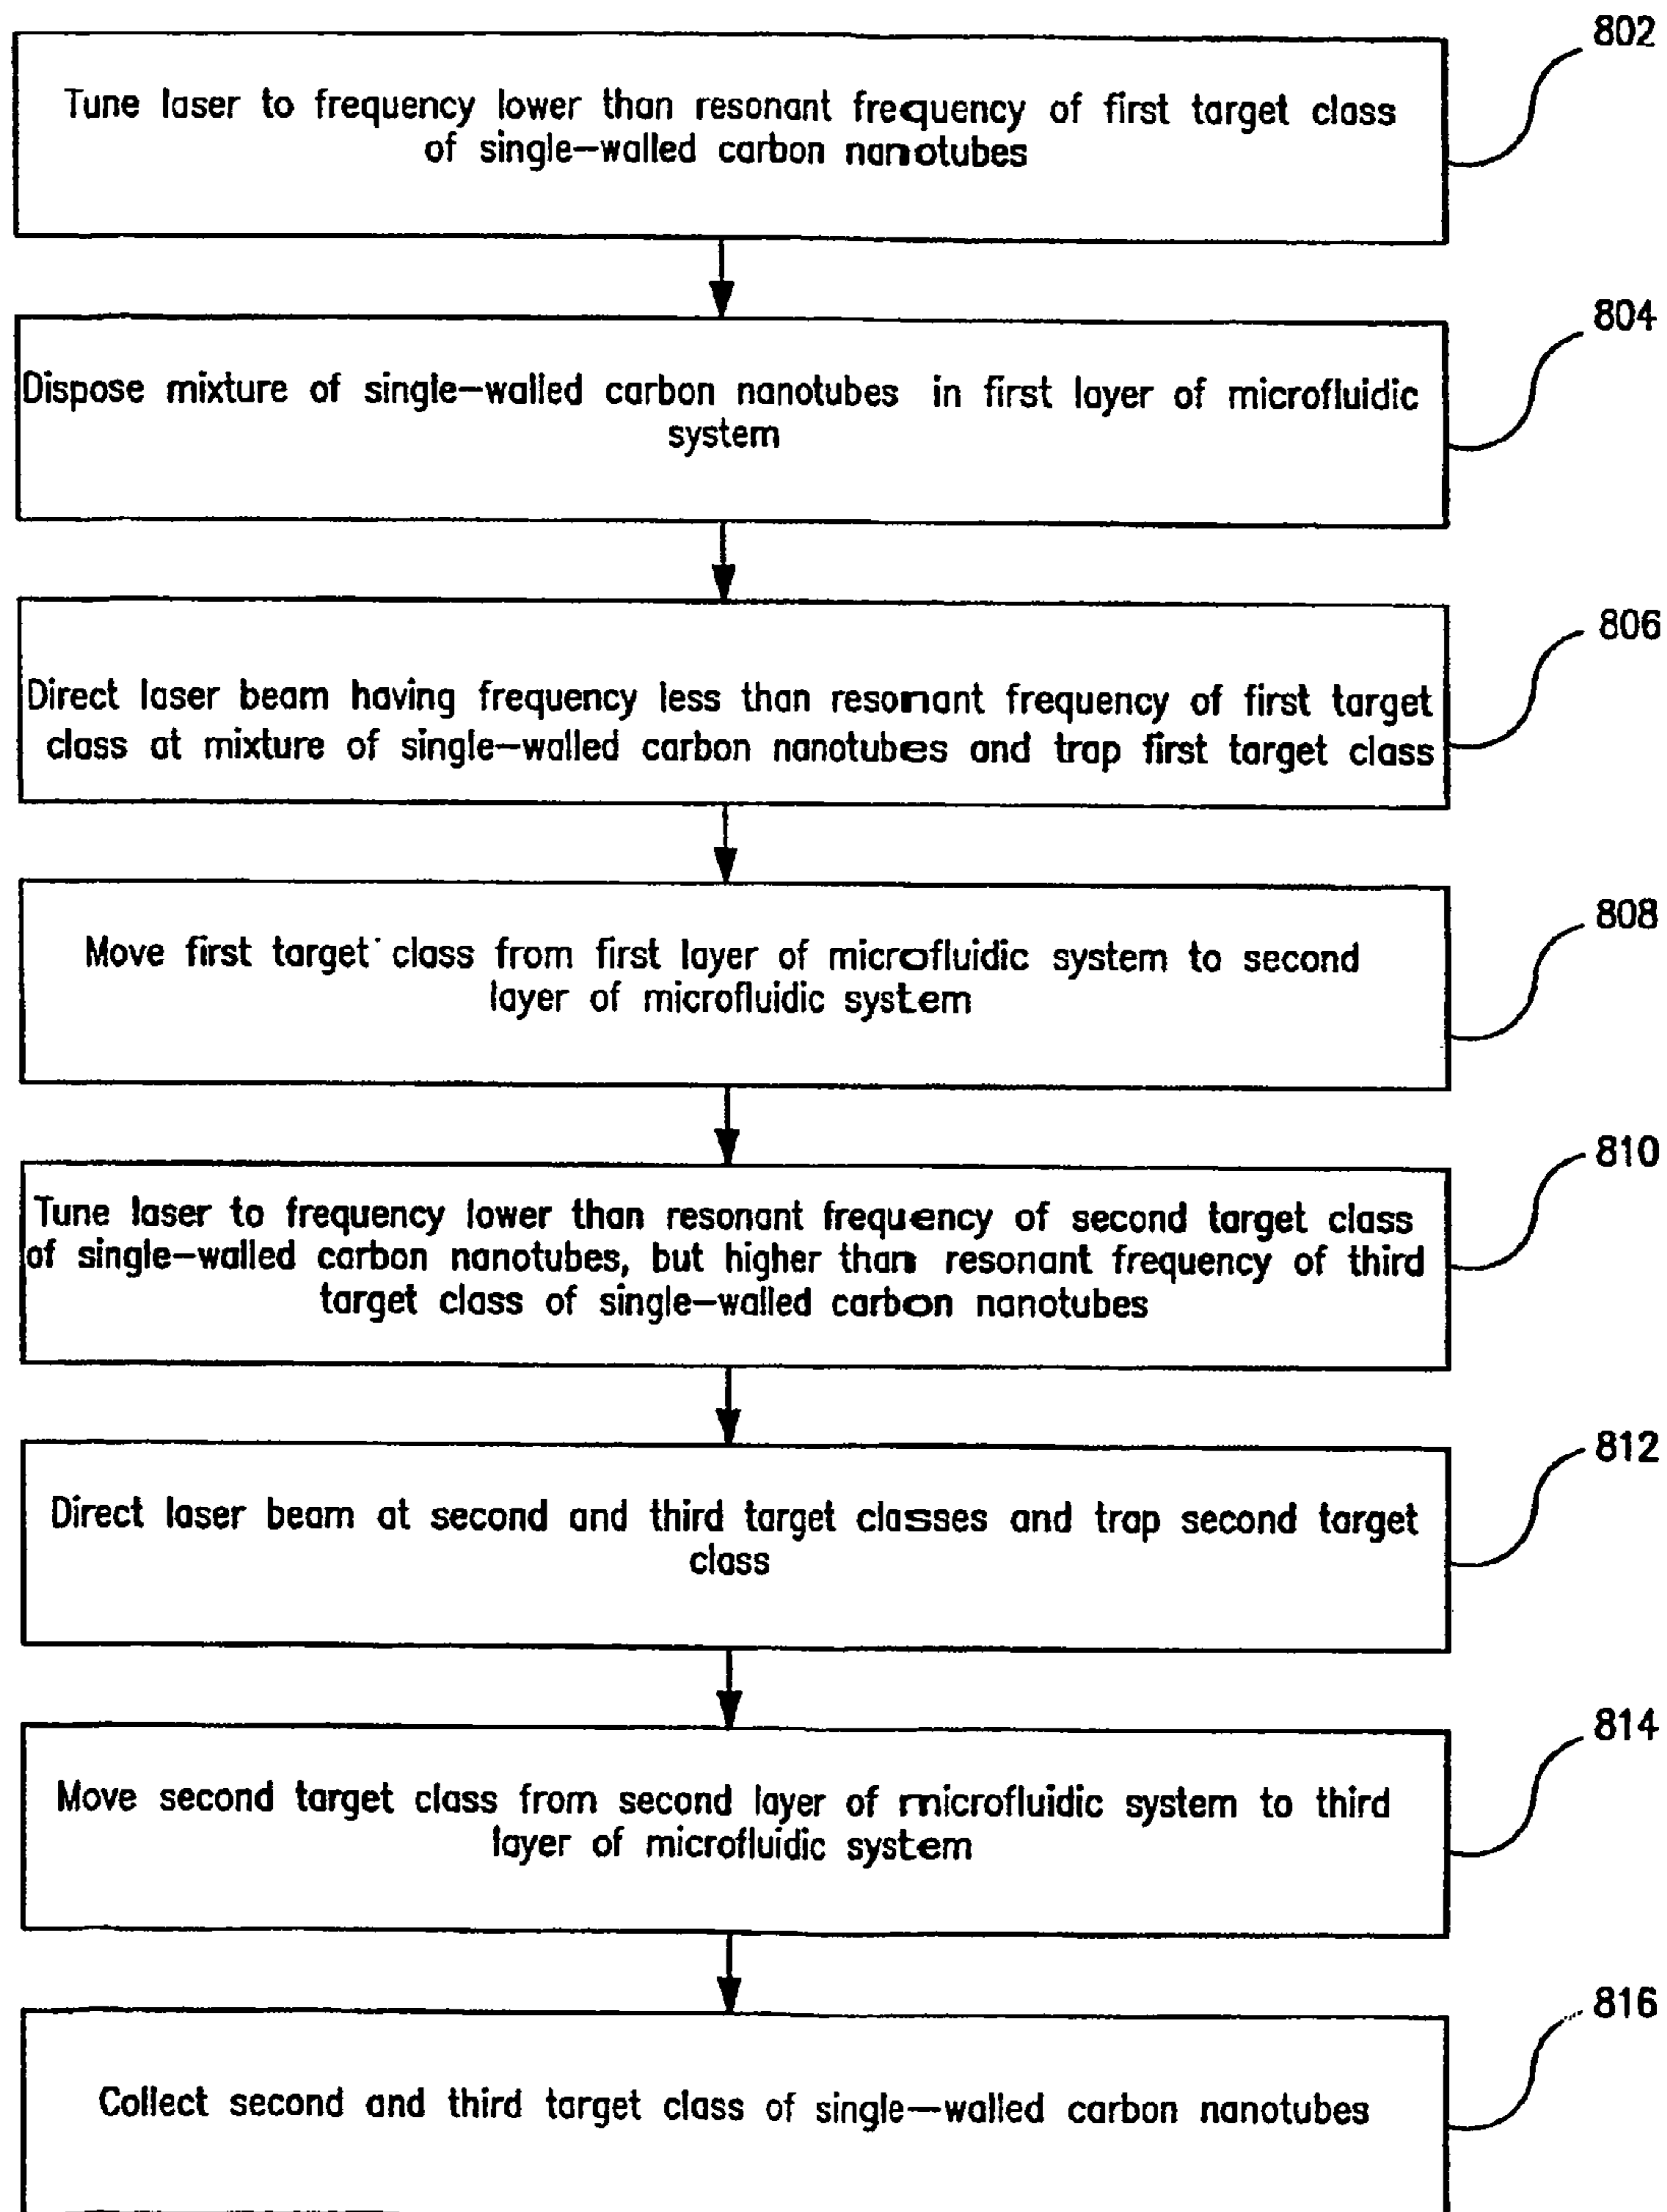 802
Tune laser to frequency lower than resonant frequency of first target class
of single-walled carbon nanotubes
804
Dispose mixture of single-walled carbon nanotubes in first layer of microfluidic
system
806
Direct laser beam having frequency less than resonant frequency of first target
class at mixture of single-walled carbon nanotubes and trap first target class
808
Move first target class from first layer of microfluidic system to second
layer of microfluidic system
810
Tune laser to frequency lower than resonant frequency of second target class
of single-walled carbon nanotubes, but higher than resonant frequency of third
target class of single-walled carbon nanotubes
812
Direct laser beam at second and third target classes and trap second target
class
814
Move second target class from second layer of microfluidic system to third
layer of microfluidic system
816
Collect second and third target class of single-walled carbon nanotubes